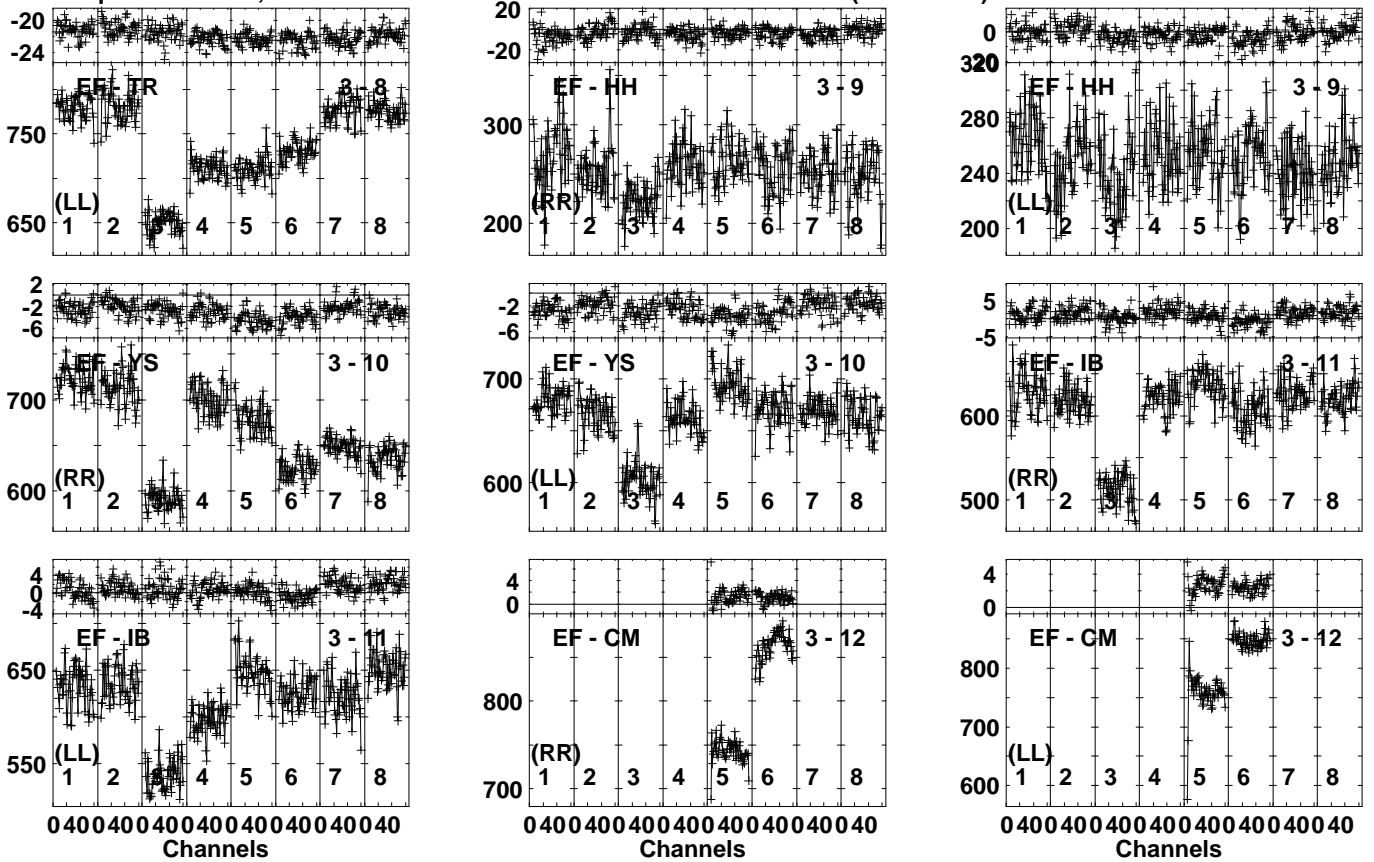 -20 20 0
-24 -20 20
EF - TR 3 - 8 EF - HH 3 - 9 320 EF - HH 3 - 9
750 300 280
240
(LL) (RR) (LL)
650 200 200
1 2 3 4 5 6 7 8 1 2 3 4 5 6 7 8 1 2 3 4 5 6 7 8
2
-2 -2 5
-6 -6 -5
EF - YS 3 - 10 EF - YS 3 - 10 EF - IB 3 - 11
700 700 600
(RR) (LL) (RR)
600 600 500
1 2 3 4 5 6 7 8 1 2 3 4 5 6 7 8 1 2 3 4 5 6 7 8
4 4 4
0 0 0
-4
EF - IB 3 - 11 EF - CM 3 - 12 EF - CM 3 - 12
650 800 800
700
(LL) (RR) (LL)
550 700 600
1 2 3 4 5 6 7 8 1 2 3 4 5 6 7 8 1 2 3 4 5 6 7 8
0 40 0 40 0 40 0 40 0 40 0 40 0 40 0 40 0 40 0 40 0 40 0 40 0 40 0 40 0 40 0 40 0 40 0 40 0 40 0 40 0 40 0 40 0 40 0 40
Channels Channels Channels